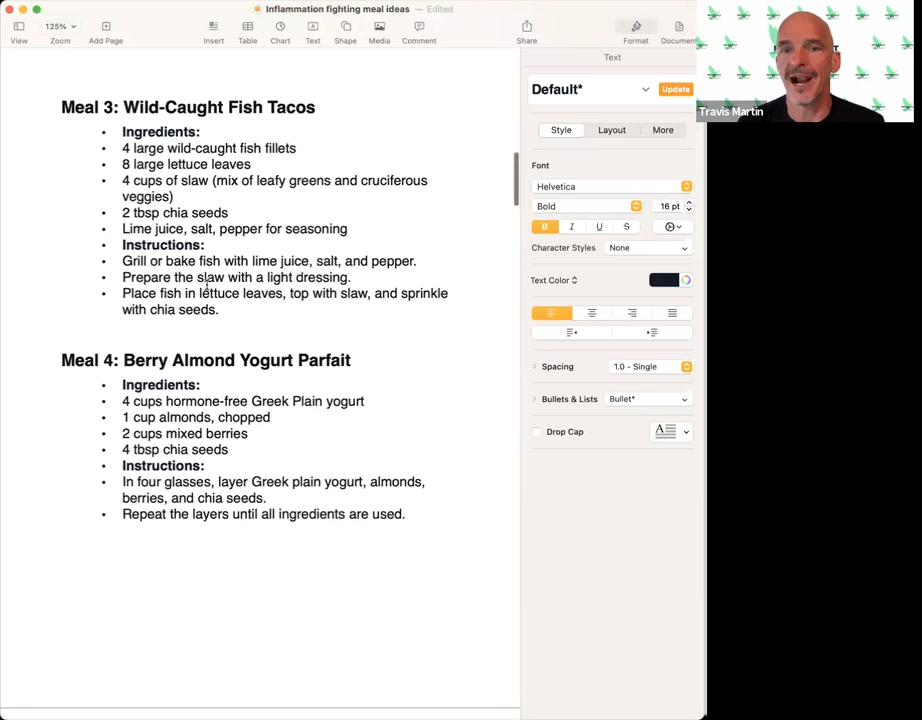 Inflammation fighting meal ideas — Edited
125%
View
Zoom
Add Page
Insert
Table
Chart
Text
Shape
Media
Comment
Share
Format
Documen
Meal 3: Wild-Caught Fish Tacos
• Ingredients:
• 4 large wild-caught fish fillets
• 8 large lettuce leaves
• 4 cups of slaw (mix of leafy greens and cruciferous
veggies)
• 2 tbsp chia seeds
• Lime juice, salt, pepper for seasoning
• Instructions:
• Grill or bake fish with lime juice, salt, and pepper.
• Prepare the slaw with a light dressing.
• Place fish in lettuce leaves, top with slaw, and sprinkle
with chia seeds.
Meal 4: Berry Almond Yogurt Parfait
• Ingredients:
• 4 cups hormone-free Greek Plain yogurt
• 1 cup almonds, chopped
• 2 cups mixed berries
• 4 tbsp chia seeds
• Instructions:
• In four glasses, layer Greek plain yogurt, almonds,
berries, and chia seeds.
• Repeat the layers until all ingredients are used.
Text
Default*
Update
Style
Layout
More
Font
Helvetica
Bold
16 pt
B I U S
Character Styles
None
Text Color
Spacing
1.0 - Single
Bullets & Lists
Bullet*
Drop Cap
A
Travis Martin